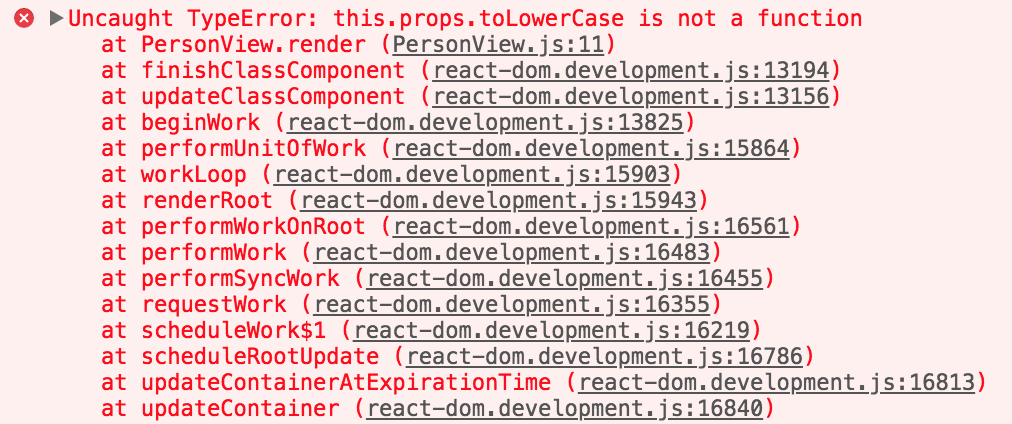 Uncaught TypeError: this.props.toLowerCase is not a function
at PersonView.render (PersonView.js:11)
at finishClassComponent (react-dom.development.js:13194)
at updateClassComponent (react-dom.development.js:13156)
at beginWork (react-dom.development.js:13825)
at performUnitOfWork (react-dom.development.js:15864)
at workLoop (react-dom.development.js:15903)
at renderRoot (react-dom.development.js:15943)
at performWorkOnRoot (react-dom.development.js:16561)
at performWork (react-dom.development.js:16483)
at performSyncWork (react-dom.development.js:16455)
at requestWork (react-dom.development.js:16355)
at scheduleWork$1 (react-dom.development.js:16219)
at scheduleRootUpdate (react-dom.development.js:16786)
at updateContainerAtExpirationTime (react-dom.development.js:16813)
at updateContainer (react-dom.development.js:16840)